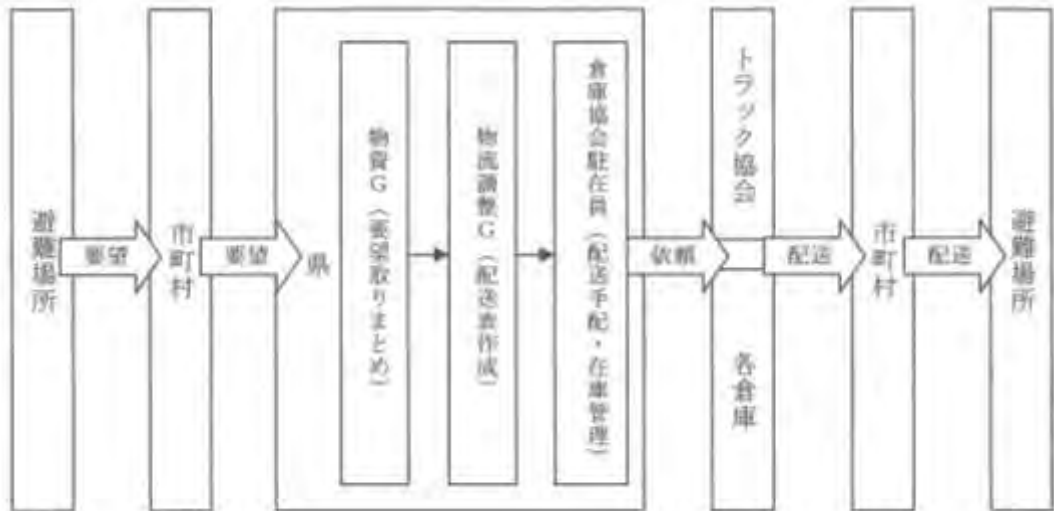 避難場所
要望
市町村
要望
県
物資G（要望取りまとめ）
物流調整G（配送表作成）
倉庫協会駐在員（配送手配・在庫管理）
依頼
トラック協会
各倉庫
配送
市町村
配送
避難場所